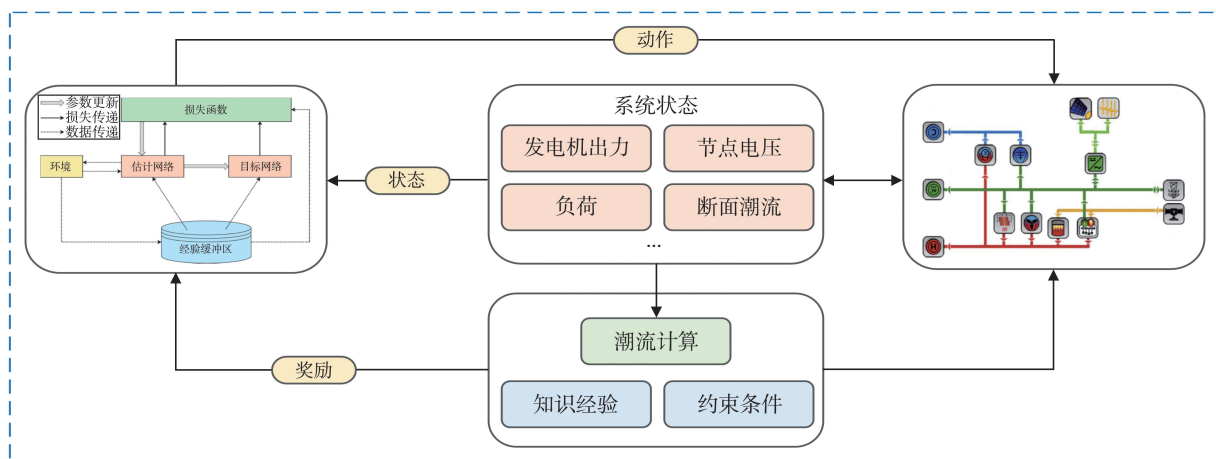 动作
参数更新
损失传递
数据传递
损失函数
环境
估计网络
目标网络
经验缓冲区
状态
系统状态
发电机出力
节点电压
负荷
断面潮流
...
潮流计算
知识经验
约束条件
奖励